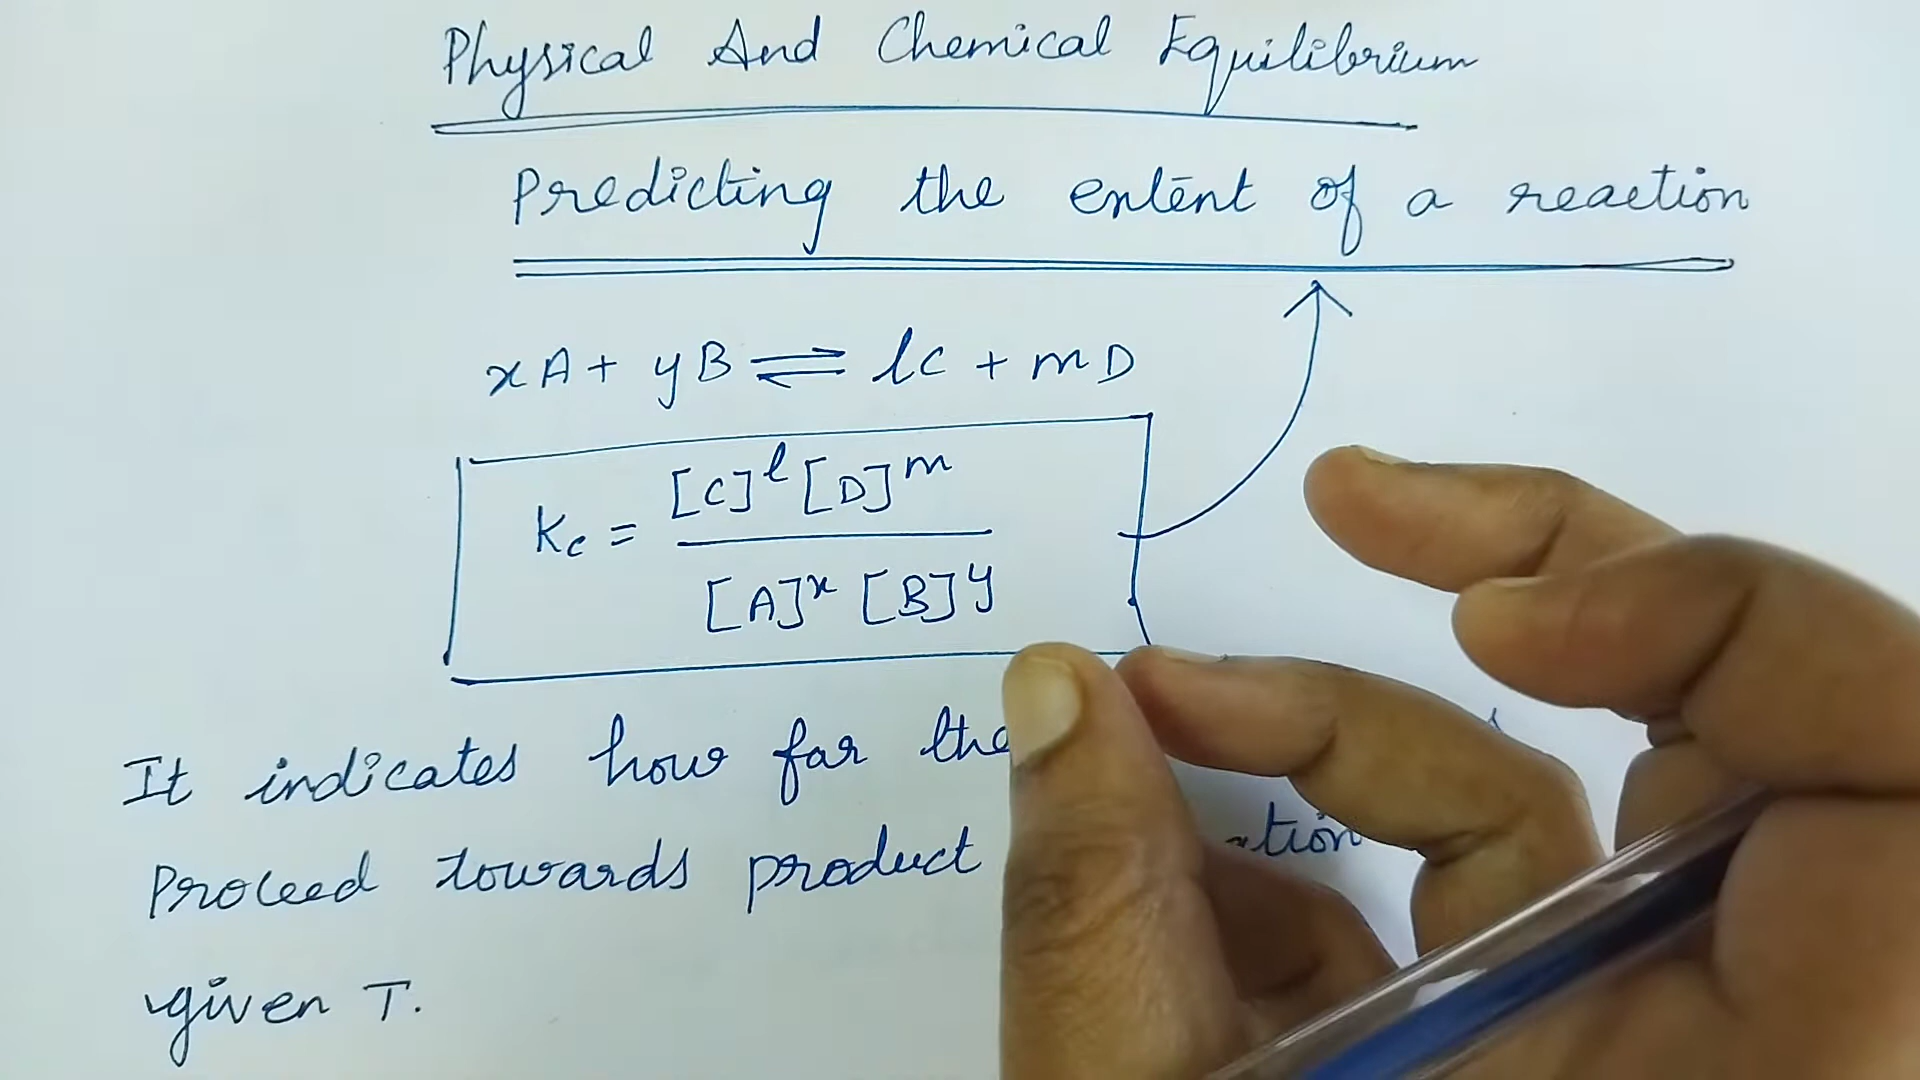 Physical And Chemical Equilibrium
Predicting the extent of a reaction
xA + yB ⇌ lC + mD
Kc = [C]^l [D]^m / [A]^x [B]^y
It indicates how far the
Proceed towards product
given T.